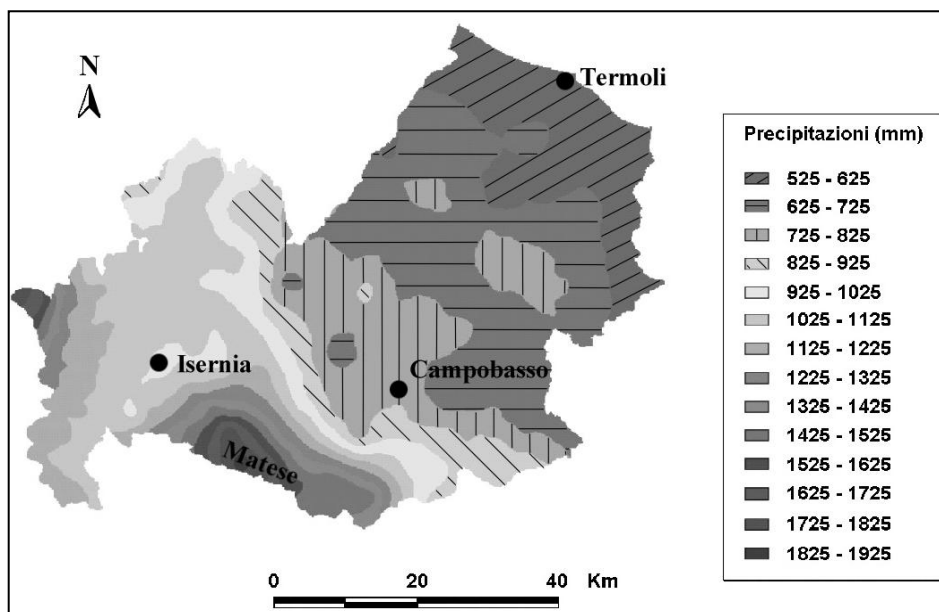 N
Termoli
Isernia
Campobasso
Matese
0 20 40 Km
Precipitazioni (mm)
525 - 625
625 - 725
725 - 825
825 - 925
925 - 1025
1025 - 1125
1125 - 1225
1225 - 1325
1325 - 1425
1425 - 1525
1525 - 1625
1625 - 1725
1725 - 1825
1825 - 1925